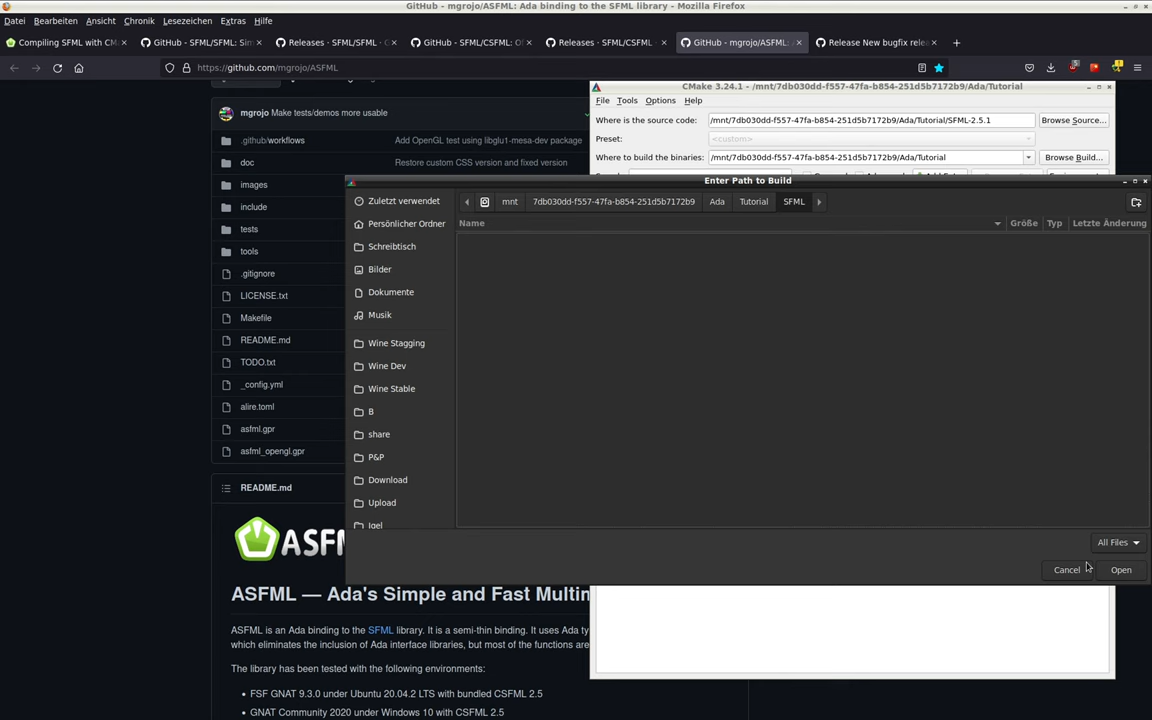 GitHub - mgrojo/ASFML: Ada binding to the SFML library - Mozilla Firefox
Datei Bearbeiten Ansicht Chronik Lesezeichen Extras Hilfe
Compiling SFML with CM
GitHub - SFML/SFML: Sim
Releases · SFML/SFML · G
GitHub - SFML/CSFML: Of
Releases · SFML/CSFML ·
GitHub - mgrojo/ASFML:
Release New bugfix rele
https://github.com/mgrojo/ASFML
mgrojo Make tests/demos more usable
.github/workflows Add OpenGL test using libglu1-mesa-dev package
doc Restore custom CSS version and fixed version
images
include
tests
tools
.gitignore
LICENSE.txt
Makefile
README.md
TODO.txt
_config.yml
alire.toml
asfml.gpr
asfml_opengl.gpr
README.md
ASFML
ASFML — Ada's Simple and Fast Multim
ASFML is an Ada binding to the SFML library. It is a semi-thin binding. It uses Ada ty
which eliminates the inclusion of Ada interface libraries, but most of the functions are
The library has been tested with the following environments:
FSF GNAT 9.3.0 under Ubuntu 20.04.2 LTS with bundled CSFML 2.5
GNAT Community 2020 under Windows 10 with CSFML 2.5
CMake 3.24.1 - /mnt/7db030dd-f557-47fa-b854-251d5b7172b9/Ada/Tutorial
File Tools Options Help
Where is the source code: /mnt/7db030dd-f557-47fa-b854-251d5b7172b9/Ada/Tutorial/SFML-2.5.1 Browse Source...
Preset: <custom>
Where to build the binaries: /mnt/7db030dd-f557-47fa-b854-251d5b7172b9/Ada/Tutorial Browse Build...
Enter Path to Build
mnt 7db030dd-f557-47fa-b854-251d5b7172b9 Ada Tutorial SFML
Name Größe Typ Letzte Änderung
Zuletzt verwendet
Persönlicher Ordner
Schreibtisch
Bilder
Dokumente
Musik
Wine Stagging
Wine Dev
Wine Stable
B
share
P&P
Download
Upload
Igel
All Files
Cancel Open